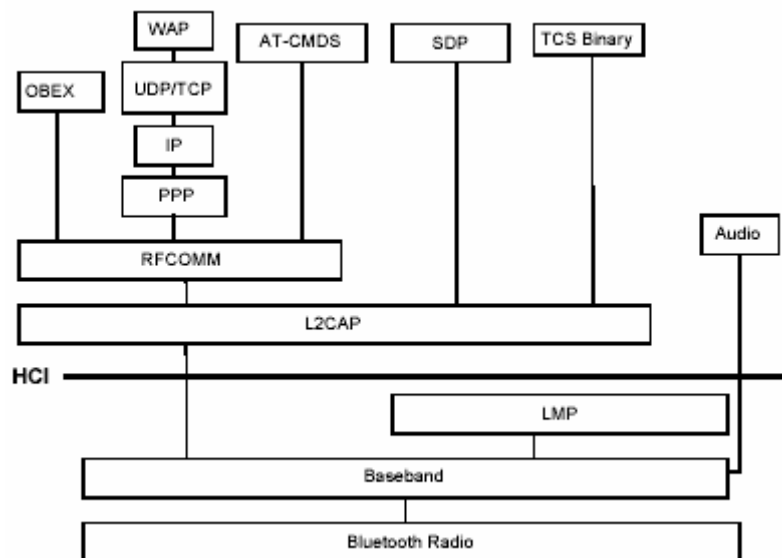 WAP
AT-CMDS
SDP
TCS Binary
OBEX
UDP/TCP
IP
PPP
Audio
RFCOMM
L2CAP
HCI
LMP
Baseband
Bluetooth Radio